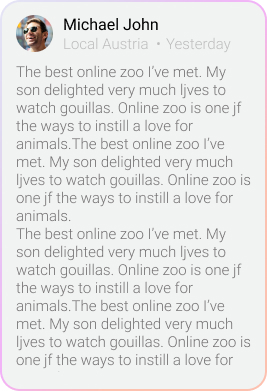 Michael John
Local Austria • Yesterday
The best online zoo I've met. My
son delighted very much ljves to
watch gouillas. Online zoo is one jf
the ways to instill a love for
animals.The best online zoo I've
met. My son delighted very much
ljves to watch gouillas. Online zoo is
one jf the ways to instill a love for
animals.
The best online zoo I've met. My
son delighted very much ljves to
watch gouillas. Online zoo is one jf
the ways to instill a love for
animals.The best online zoo I've
met. My son delighted very much
ljves to watch gouillas. Online zoo is
one jf the ways to instill a love for